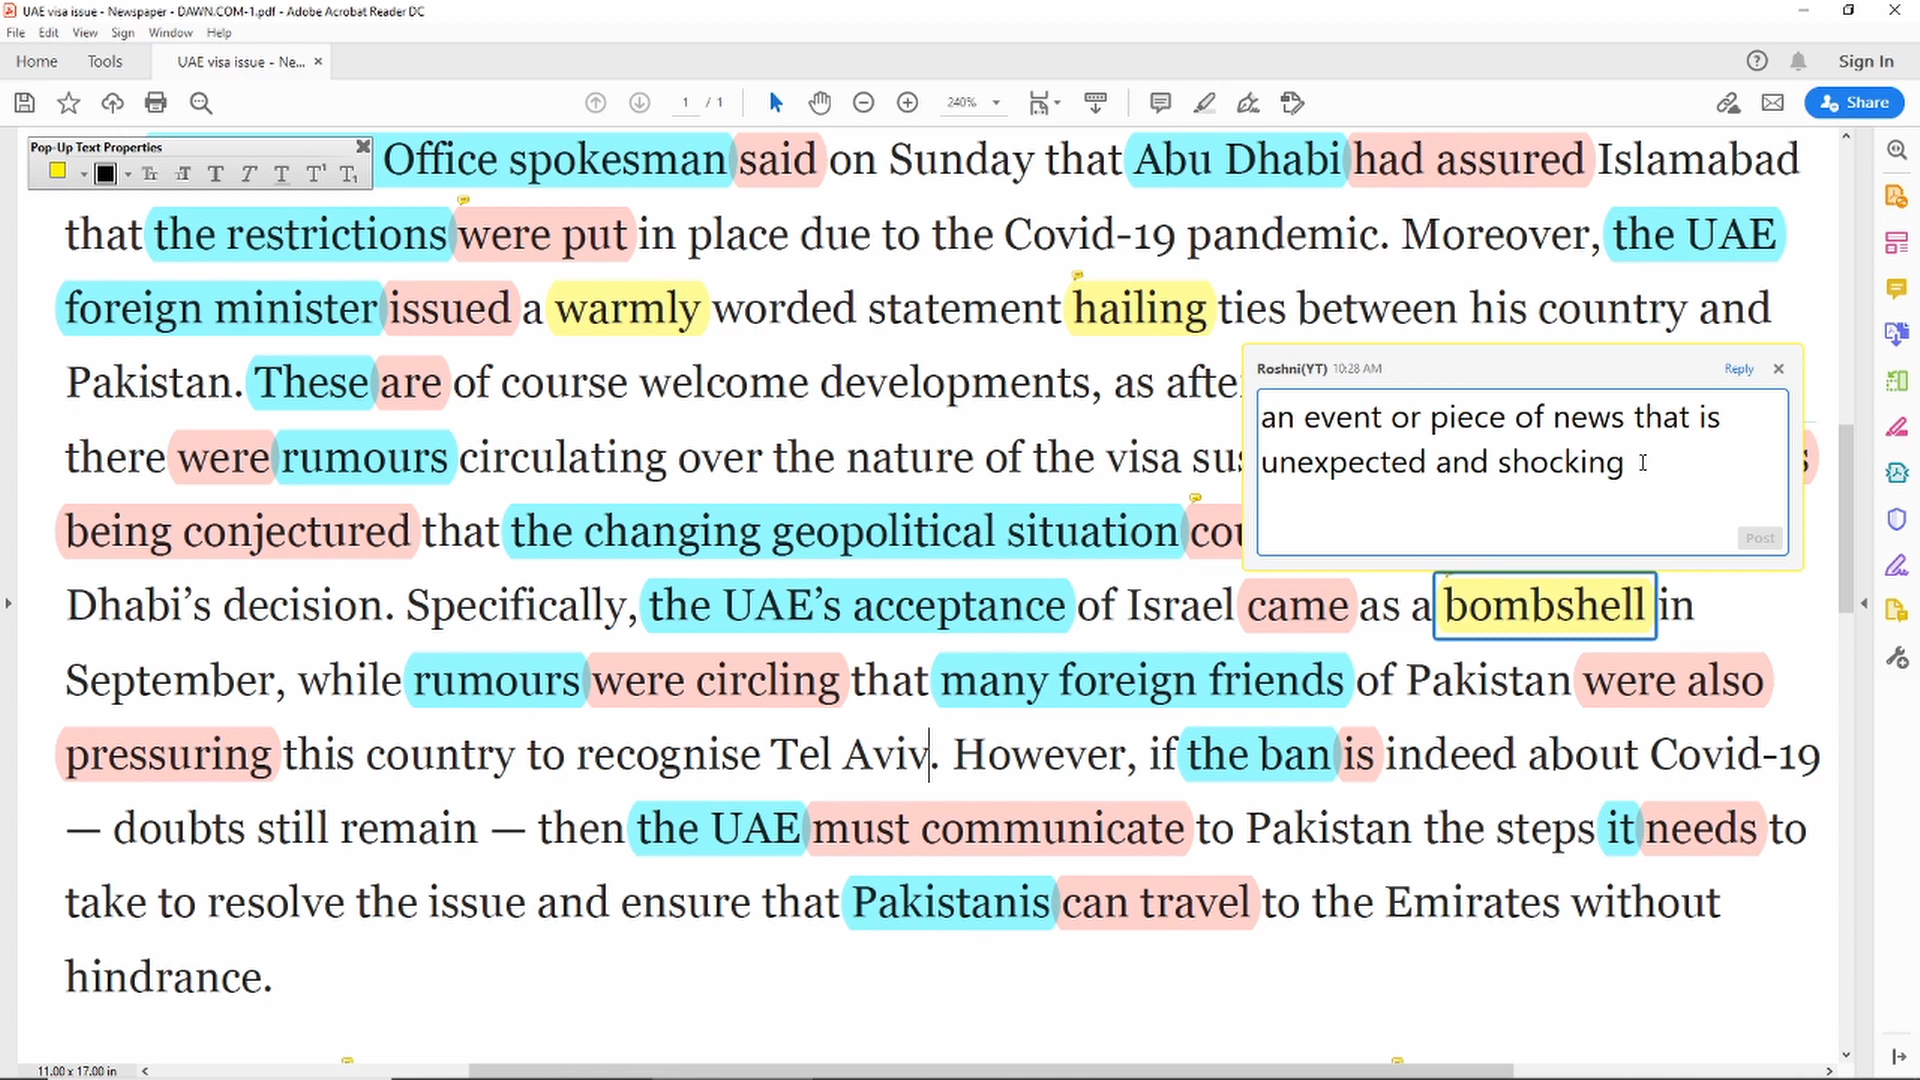 UAE visa issue - Newspaper - DAWN.COM-1.pdf - Adobe Acrobat Reader DC
File Edit View Sign Window Help
Home Tools UAE visa issue - Ne... × Sign In
1 / 1 240% Share
Pop-Up Text Properties
Office spokesman said on Sunday that Abu Dhabi had assured Islamabad
that the restrictions were put in place due to the Covid-19 pandemic. Moreover, the UAE
foreign minister issued a warmly worded statement hailing ties between his country and
Pakistan. These are of course welcome developments, as
there were rumours circulating over the nature of the visa
being conjectured that the changing geopolitical situation
Roshni(YT) 10:28 AM Reply ×
an event or piece of news that is
unexpected and shocking
Post
Dhabi’s decision. Specifically, the UAE’s acceptance of Israel came as a bombshell in
September, while rumours were circling that many foreign friends of Pakistan were also
pressuring this country to recognise Tel Aviv. However, if the ban is indeed about Covid-19
— doubts still remain — then the UAE must communicate to Pakistan the steps it needs to
take to resolve the issue and ensure that Pakistanis can travel to the Emirates without
hindrance.
11.00 x 17.00 in